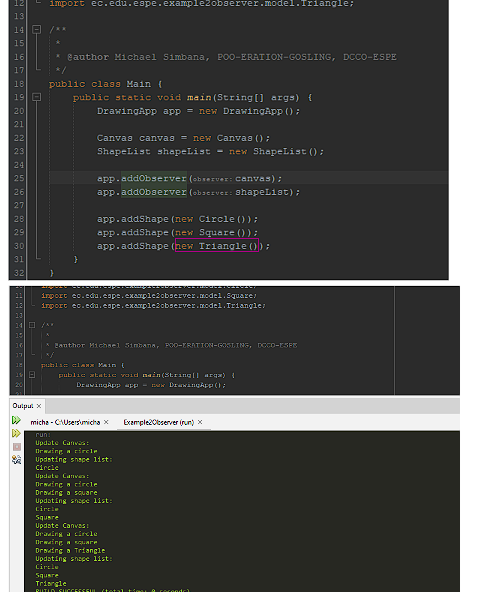 12 import ec.edu.espe.example2observer.model.Triangle;
13
14 /**
15 *
16 * @author Michael Simbana, POO-ERATION-GOSLING, DCCO-ESPE
17 */
18 public class Main {
19 public static void main(String[] args) {
20 DrawingApp app = new DrawingApp();
21
22 Canvas canvas = new Canvas();
23 ShapeList shapeList = new ShapeList();
24
25 app.addObserver(observer: canvas);
26 app.addObserver(observer: shapeList);
27
28 app.addShape(new Circle());
29 app.addShape(new Square());
30 app.addShape(new Triangle());
31 }
32 }
10 import ec.edu.espe.example2observer.model.Circle;
11 import ec.edu.espe.example2observer.model.Square;
12 import ec.edu.espe.example2observer.model.Triangle;
13
14 /**
15 *
16 * @author Michael Simbana, POO-ERATION-GOSLING, DCCO-ESPE
17 */
18 public class Main {
19 public static void main(String[] args) {
20 DrawingApp app = new DrawingApp();
Output ×
micha - C:\Users\micha × Example2Observer (run) ×
run:
Update Canvas:
Drawing a circle
Updating shape list:
Circle
Update Canvas:
Drawing a circle
Drawing a square
Updating shape list:
Circle
Square
Update Canvas:
Drawing a circle
Drawing a square
Drawing a Triangle
Updating shape list:
Circle
Square
Triangle
BUILD SUCCESSFUL (total time: 0 seconds)